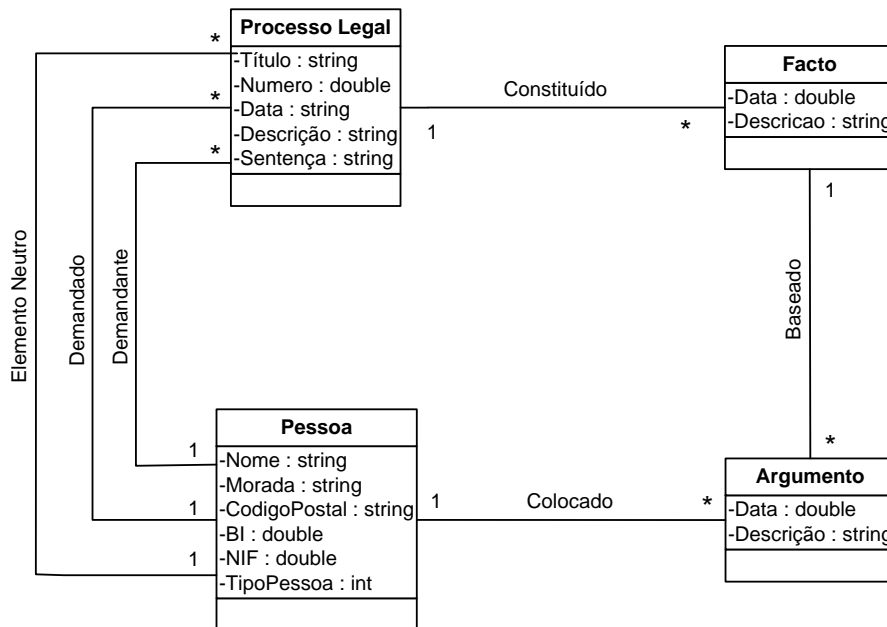 Processo Legal
-Título : string
-Numero : double
-Data : string
-Descrição : string
-Sentença : string
*
*
*
Constituído
1
*
Facto
-Data : double
-Descricao : string
1
Baseado
*
Elemento Neutro
Demandado
Demandante
1
1
1
Pessoa
-Nome : string
-Morada : string
-CodigoPostal : string
-BI : double
-NIF : double
-TipoPessoa : int
1
Colocado
*
Argumento
-Data : double
-Descrição : string